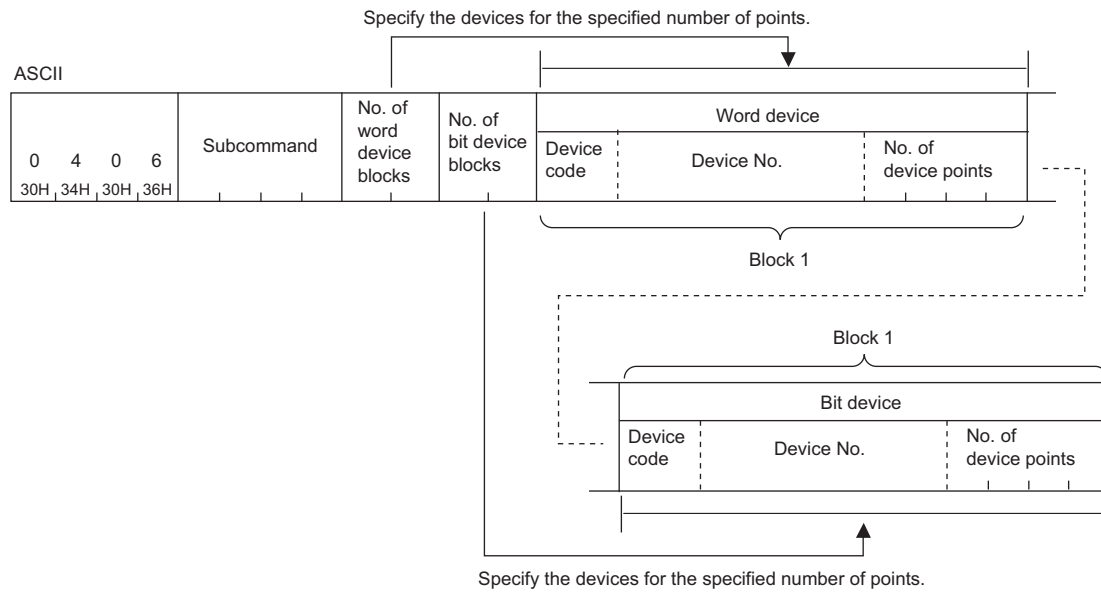 Specify the devices for the specified number of points.
ASCII
0 4 0 6
30H 34H 30H 36H
Subcommand
No. of
word
device
blocks
No. of
bit device
blocks
Word device
Device
code
Device No.
No. of
device points
Block 1
Block 1
Bit device
Device
code
Device No.
No. of
device points
Specify the devices for the specified number of points.